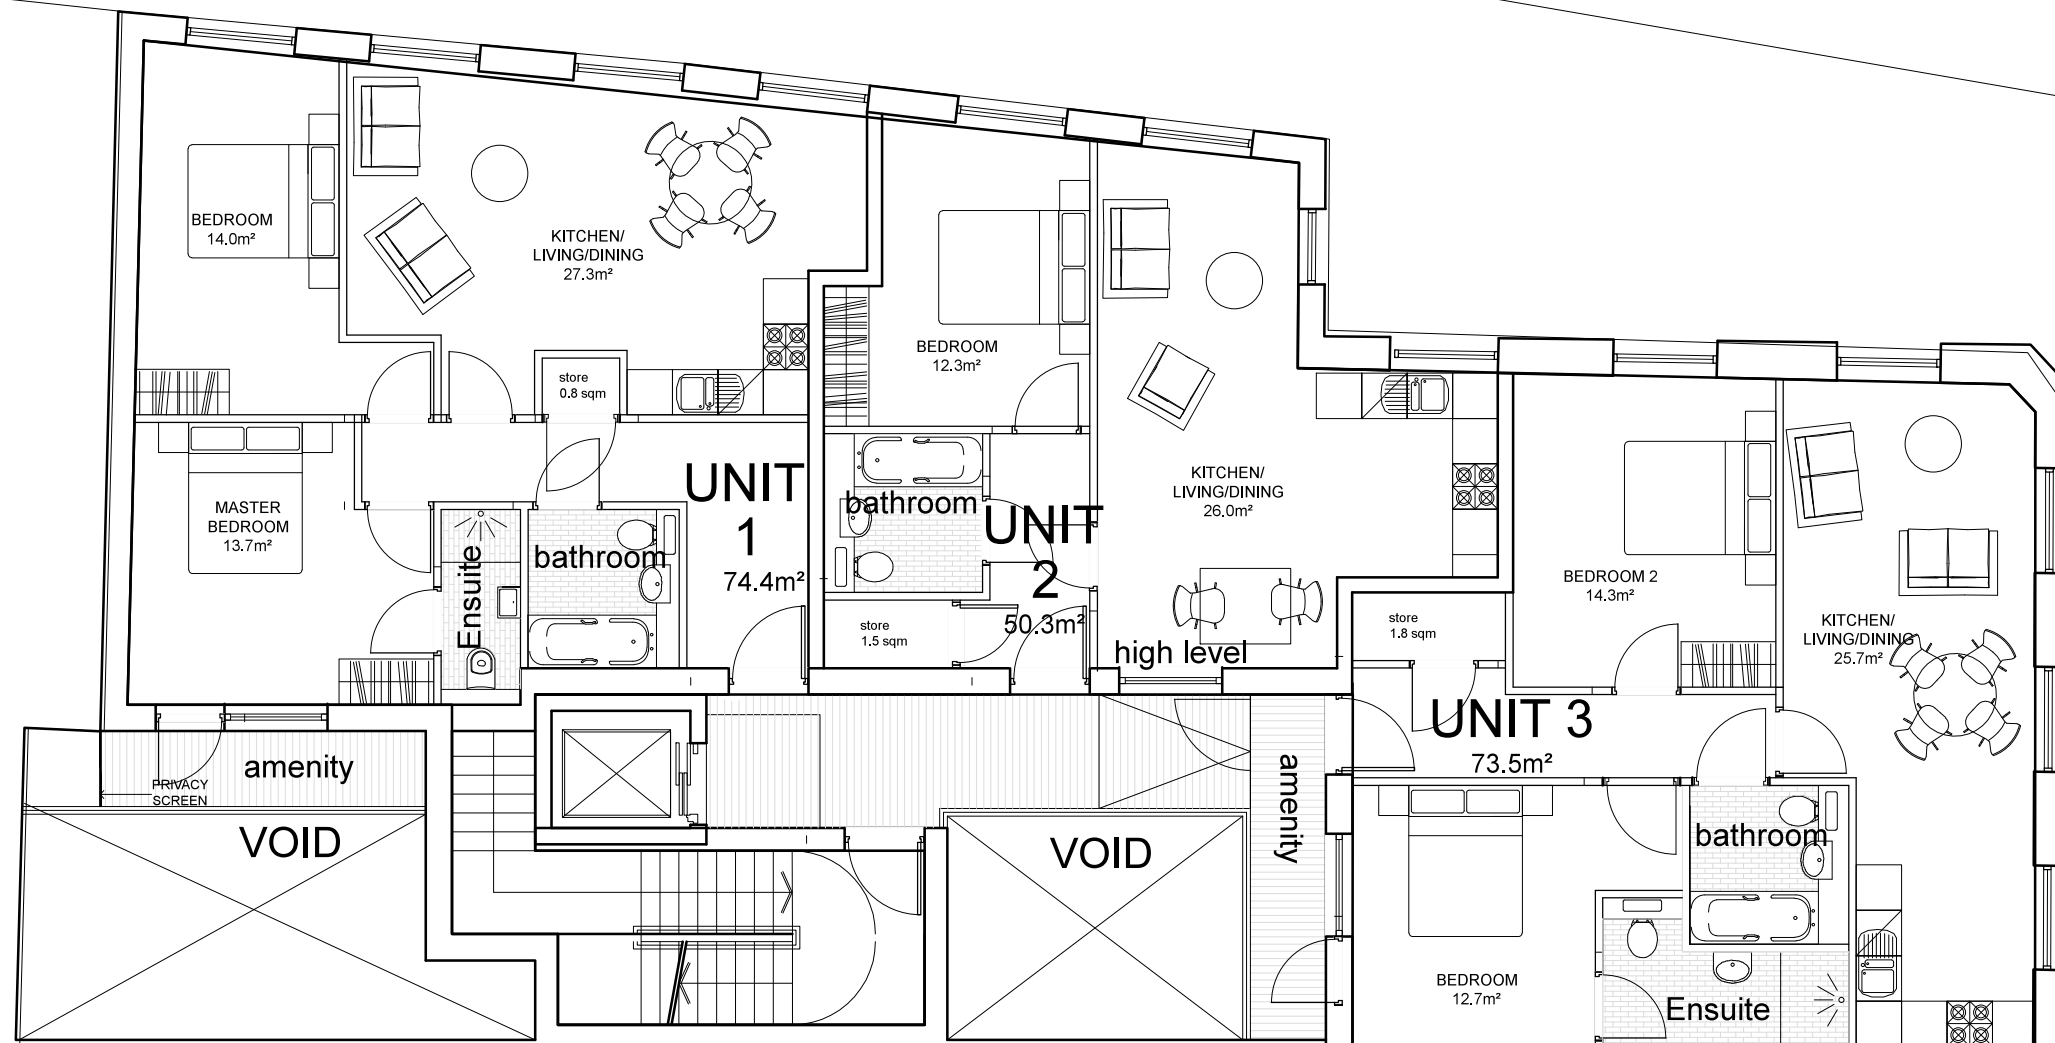 BEDROOM
14.0m²
KITCHEN/
LIVING/DINING
27.3m²
store
0.8 sqm
MASTER
BEDROOM
13.7m²
Ensuite
bathroom
UNIT
1
74.4m²
amenity
PRIVACY
SCREEN
VOID
BEDROOM
12.3m²
bathroom
store
1.5 sqm
UNIT
2
50.3m²
KITCHEN/
LIVING/DINING
26.0m²
high level
VOID
amenity
store
1.8 sqm
BEDROOM 2
14.3m²
KITCHEN/
LIVING/DINING
25.7m²
UNIT 3
73.5m²
bathroom
BEDROOM
12.7m²
Ensuite